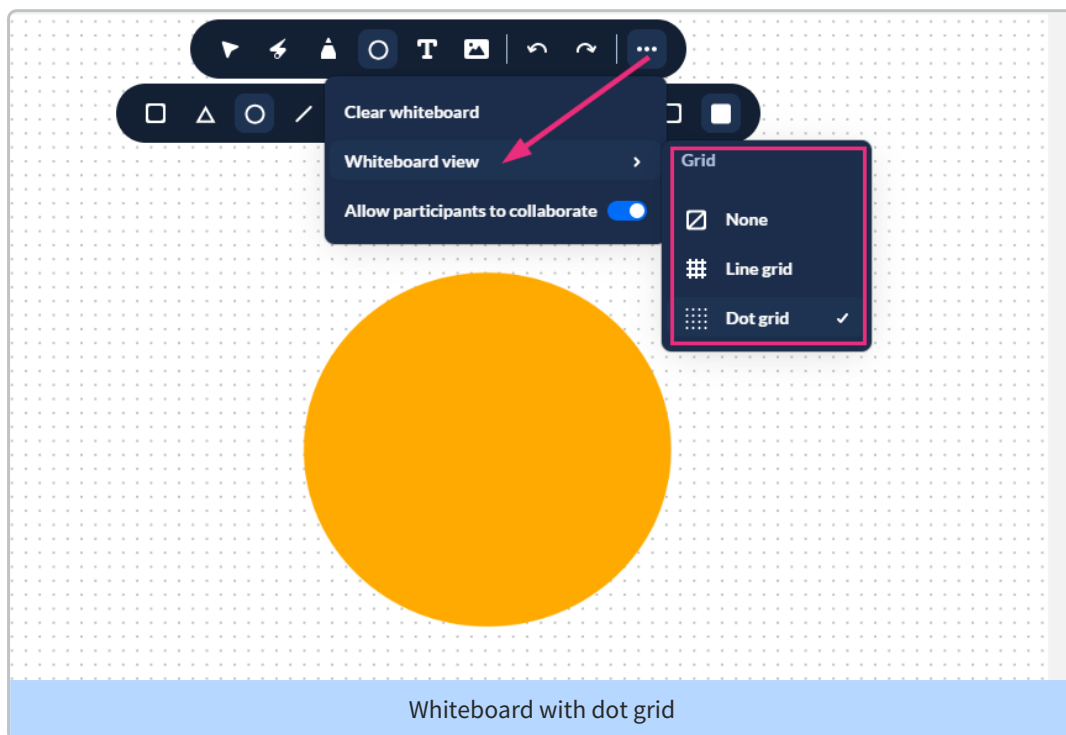 T
Clear whiteboard
Whiteboard view
Allow participants to collaborate
Grid
None
Line grid
Dot grid
Whiteboard with dot grid